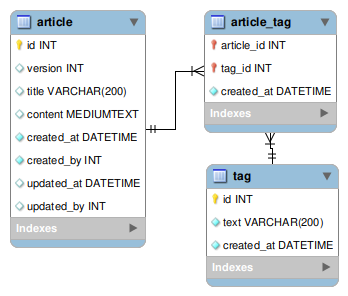 article
id INT
version INT
title VARCHAR(200)
content MEDIUMTEXT
created_at DATETIME
created_by INT
updated_at DATETIME
updated_by INT
Indexes
article_tag
article_id INT
tag_id INT
created_at DATETIME
Indexes
tag
id INT
text VARCHAR(200)
created_at DATETIME
Indexes